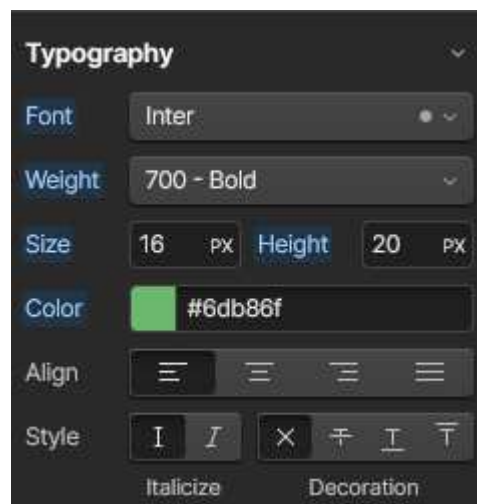 Typography
Font Inter
Weight 700 - Bold
Size 16 PX Height 20 PX
Color #6db86f
Align
Style I I X T T T
Italicize Decoration